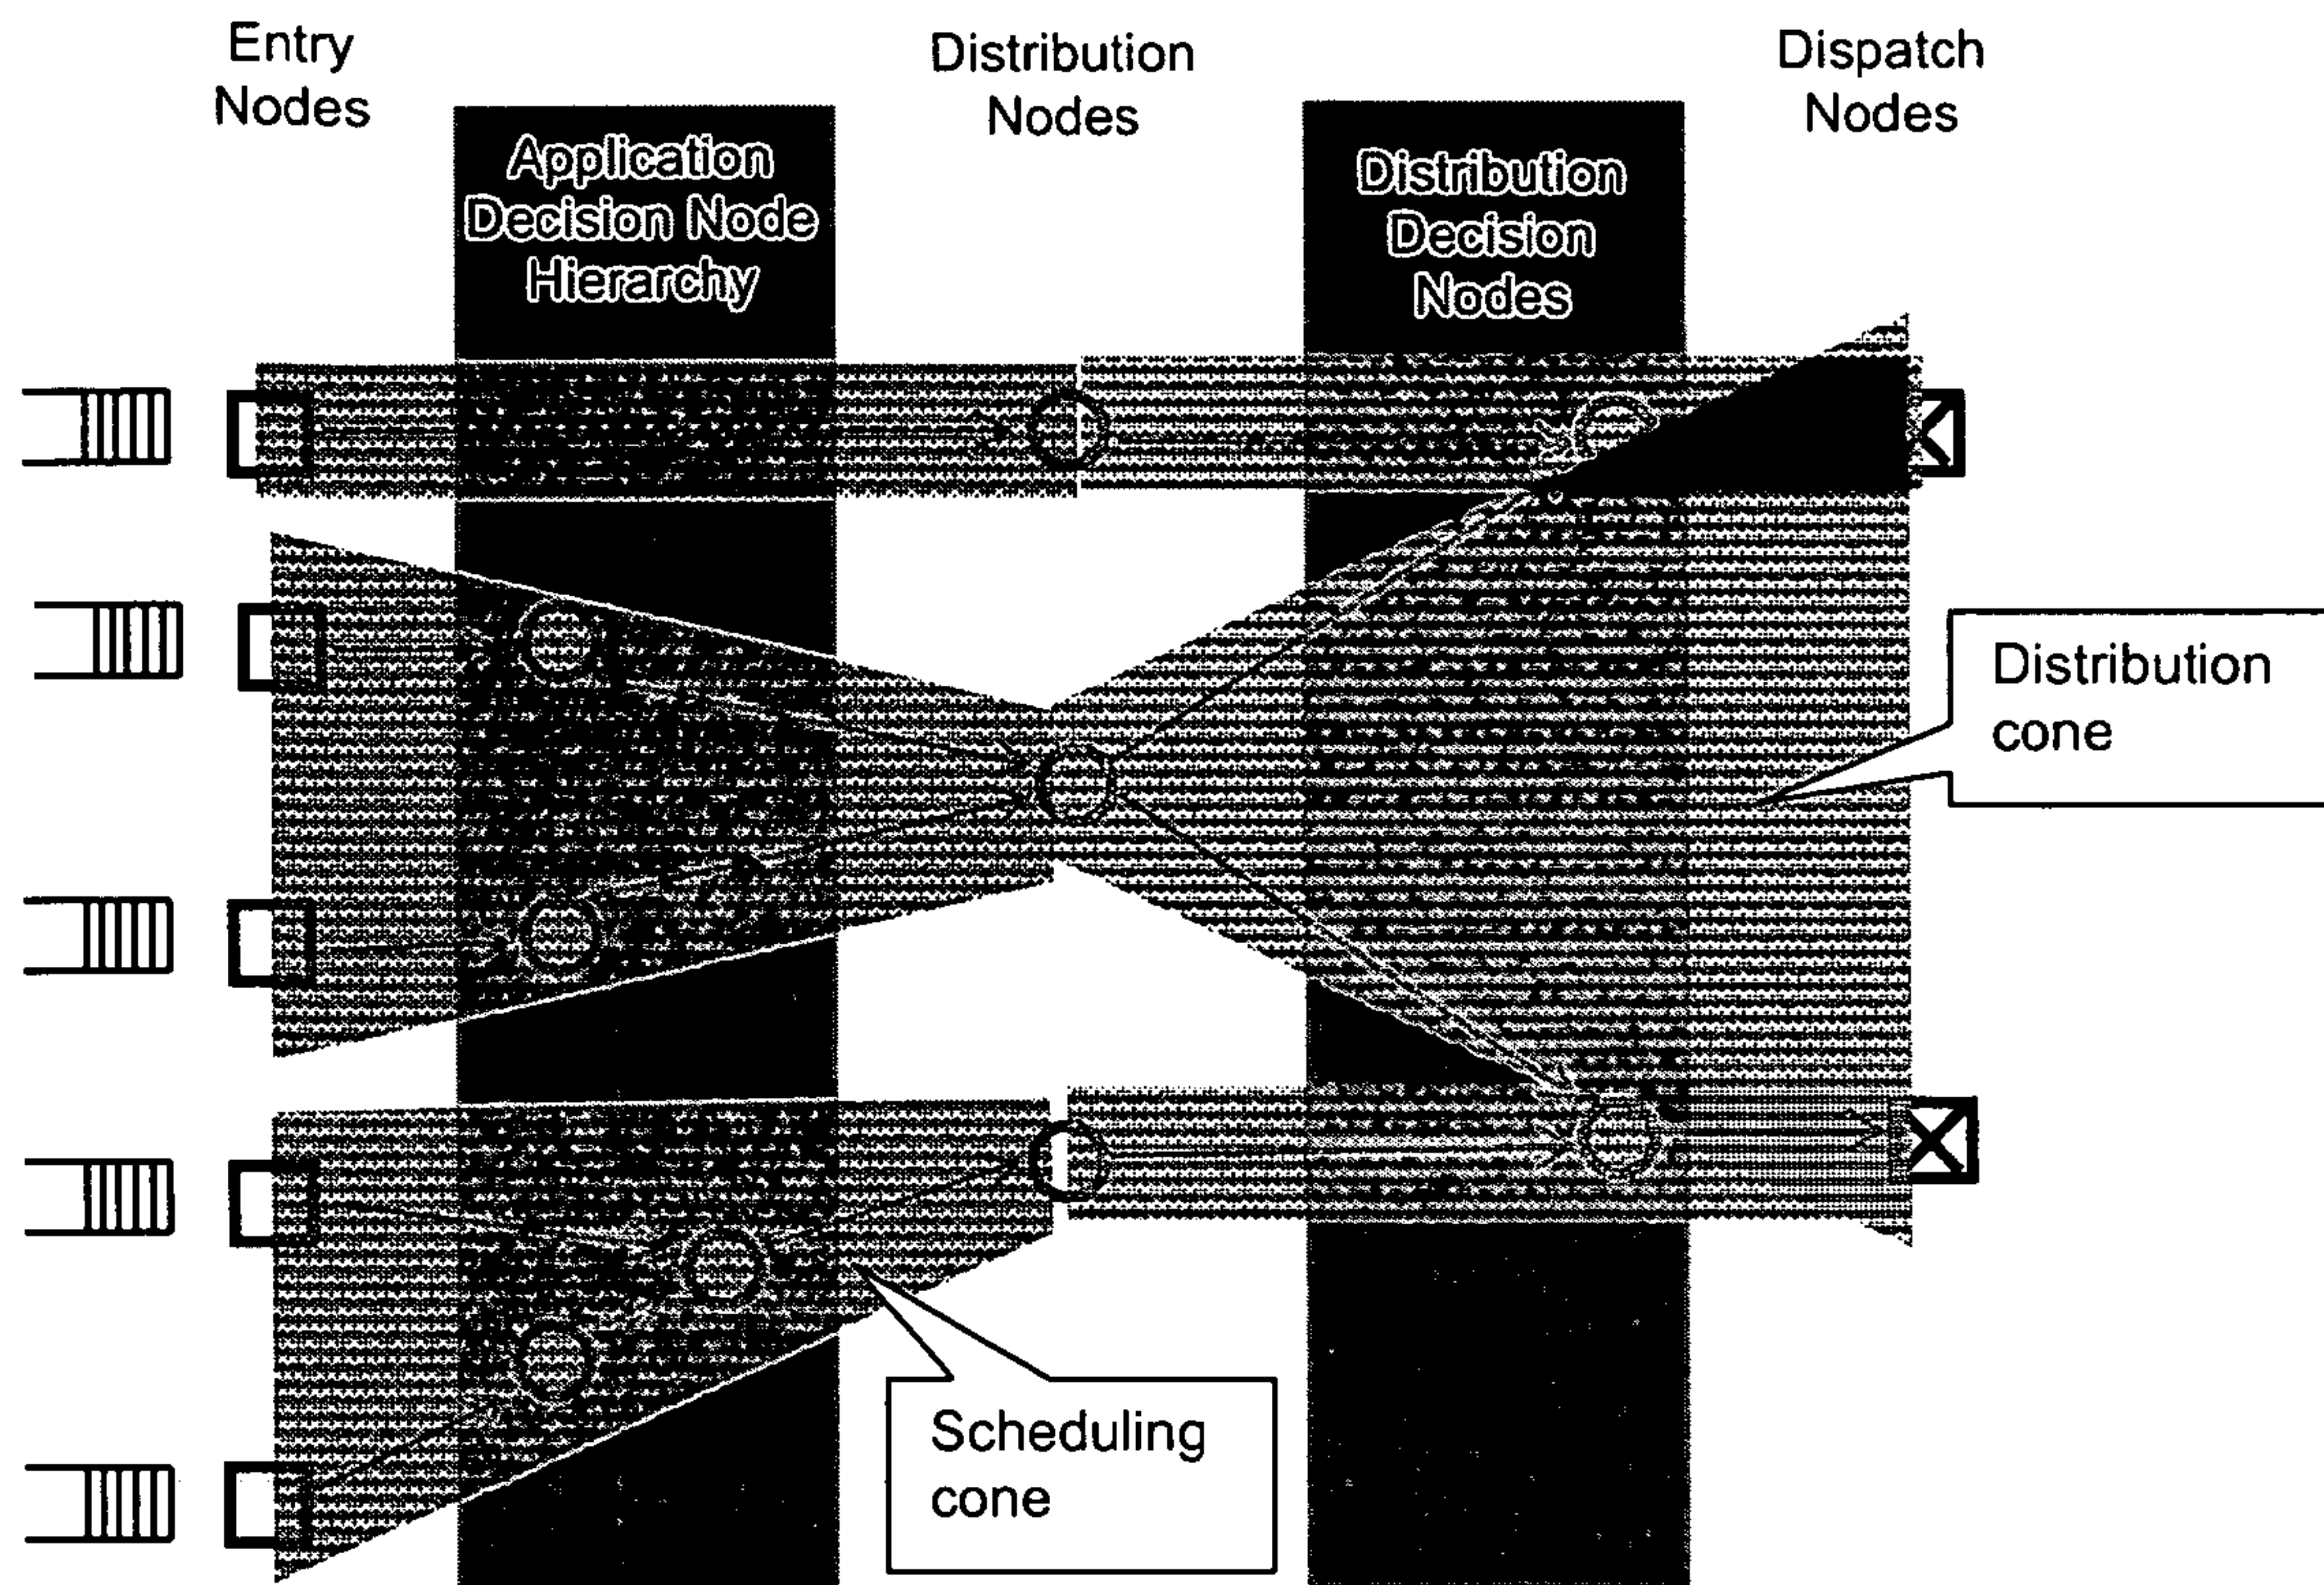 Entry
Nodes
Application
Decision Node
Hierarchy
Distribution
Nodes
Distribution
Decision
Nodes
Dispatch
Nodes
Distribution
cone
Scheduling
cone